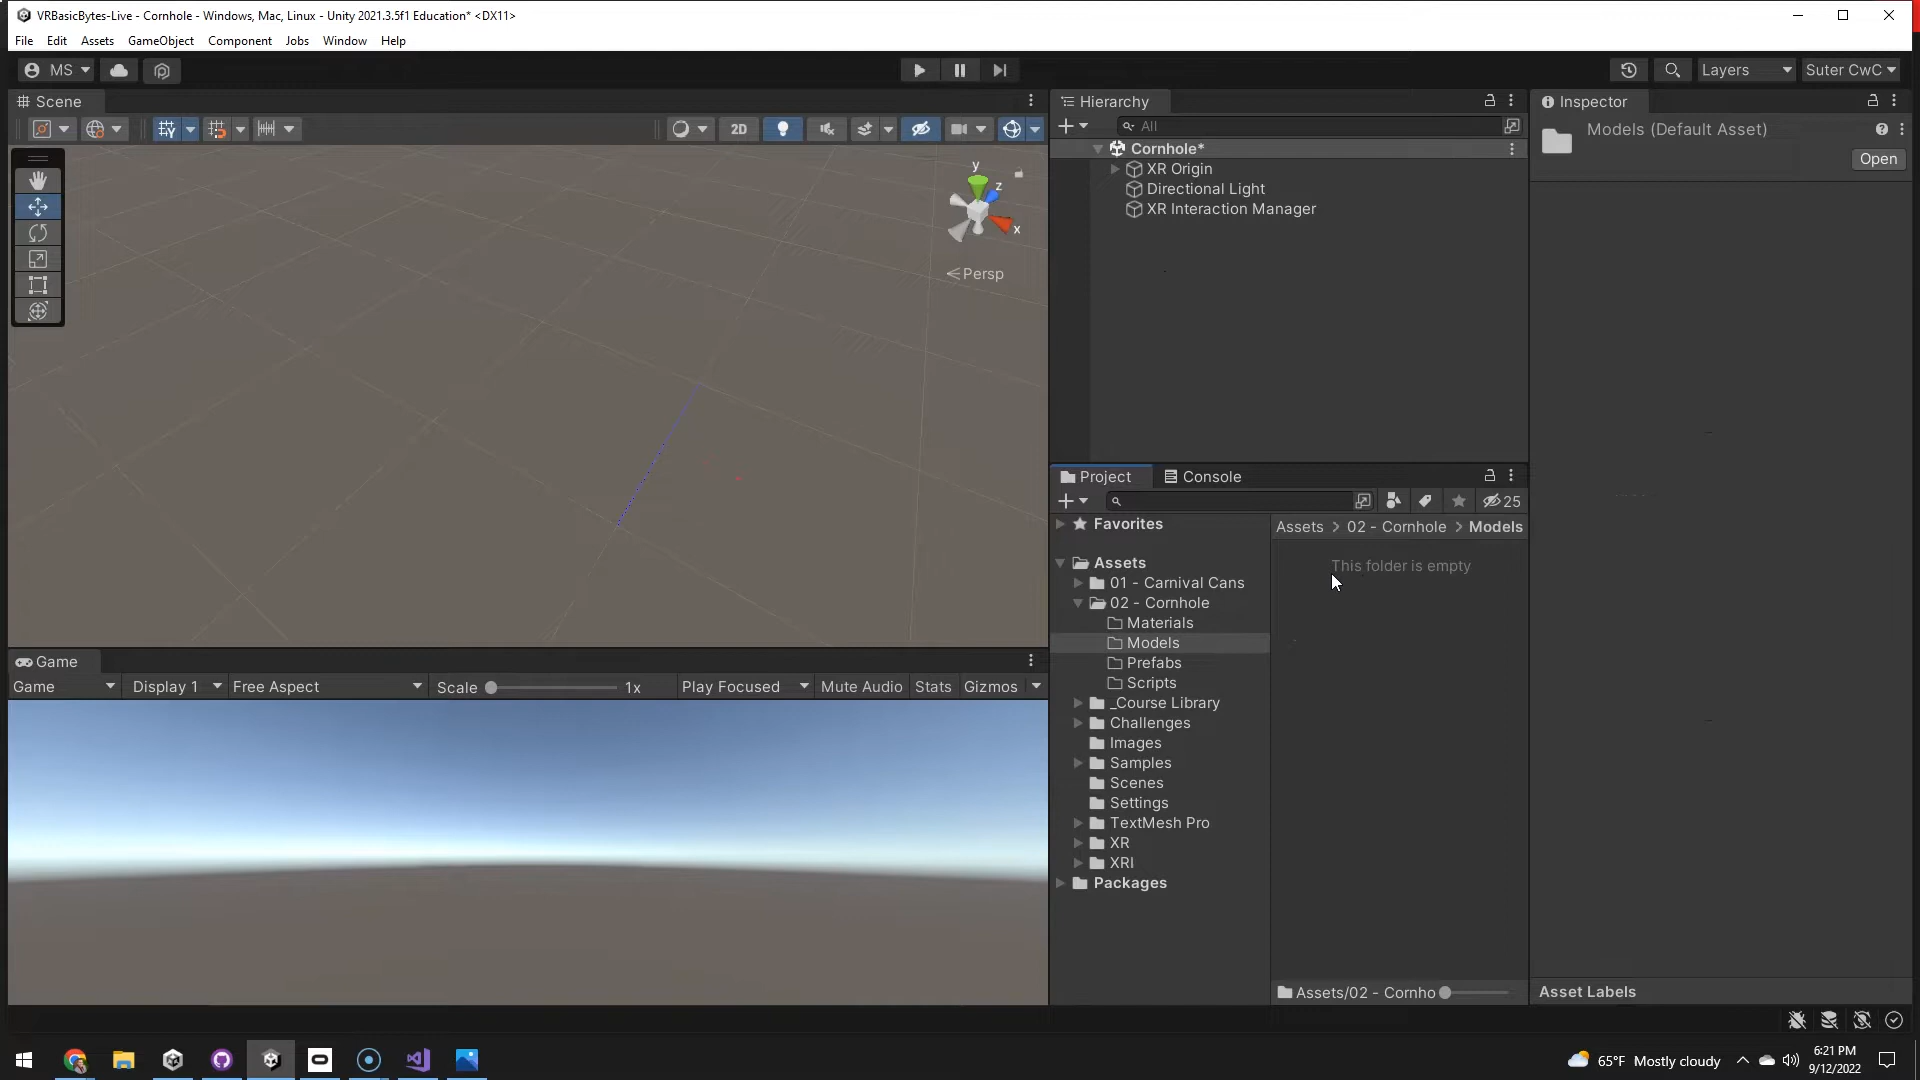 VRBasicBytes-Live - Cornhole - Windows, Mac, Linux - Unity 2021.3.5f1 Education* <DX11>
File Edit Assets GameObject Component Jobs Window Help
MS Layers Suter CwC
Scene
2D
y
z
x
Persp
Hierarchy
All
Cornhole*
XR Origin
Directional Light
XR Interaction Manager
Inspector
Models (Default Asset)
Open
Game
Game Display 1 Free Aspect Scale 1x Play Focused Mute Audio Stats Gizmos
Project Console
25
Favorites
Assets
01 - Carnival Cans
02 - Cornhole
Materials
Models
Prefabs
Scripts
_Course Library
Challenges
Images
Samples
Scenes
Settings
TextMesh Pro
XR
XRI
Packages
Assets > 02 - Cornhole > Models
This folder is empty
Assets/02 - Cornho
Asset Labels
65°F Mostly cloudy
6:21 PM
9/12/2022